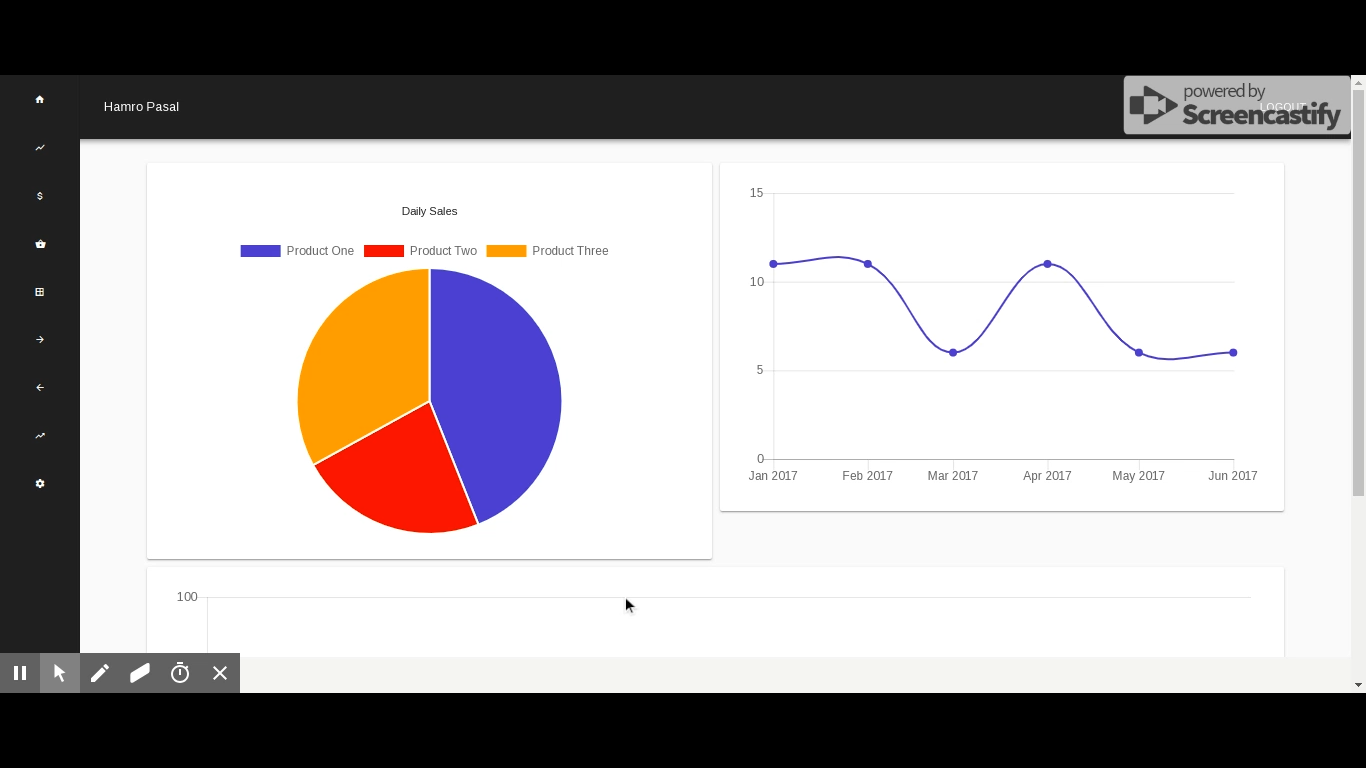 Hamro Pasal
LOGOUT
powered by
Screencastify
Daily Sales
Product One Product Two Product Three
15
10
5
0
Jan 2017 Feb 2017 Mar 2017 Apr 2017 May 2017 Jun 2017
100